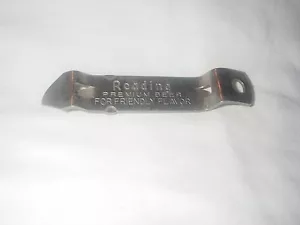 Reading
PREMIUM BEER
FOR FRIENDLY FLAVOR